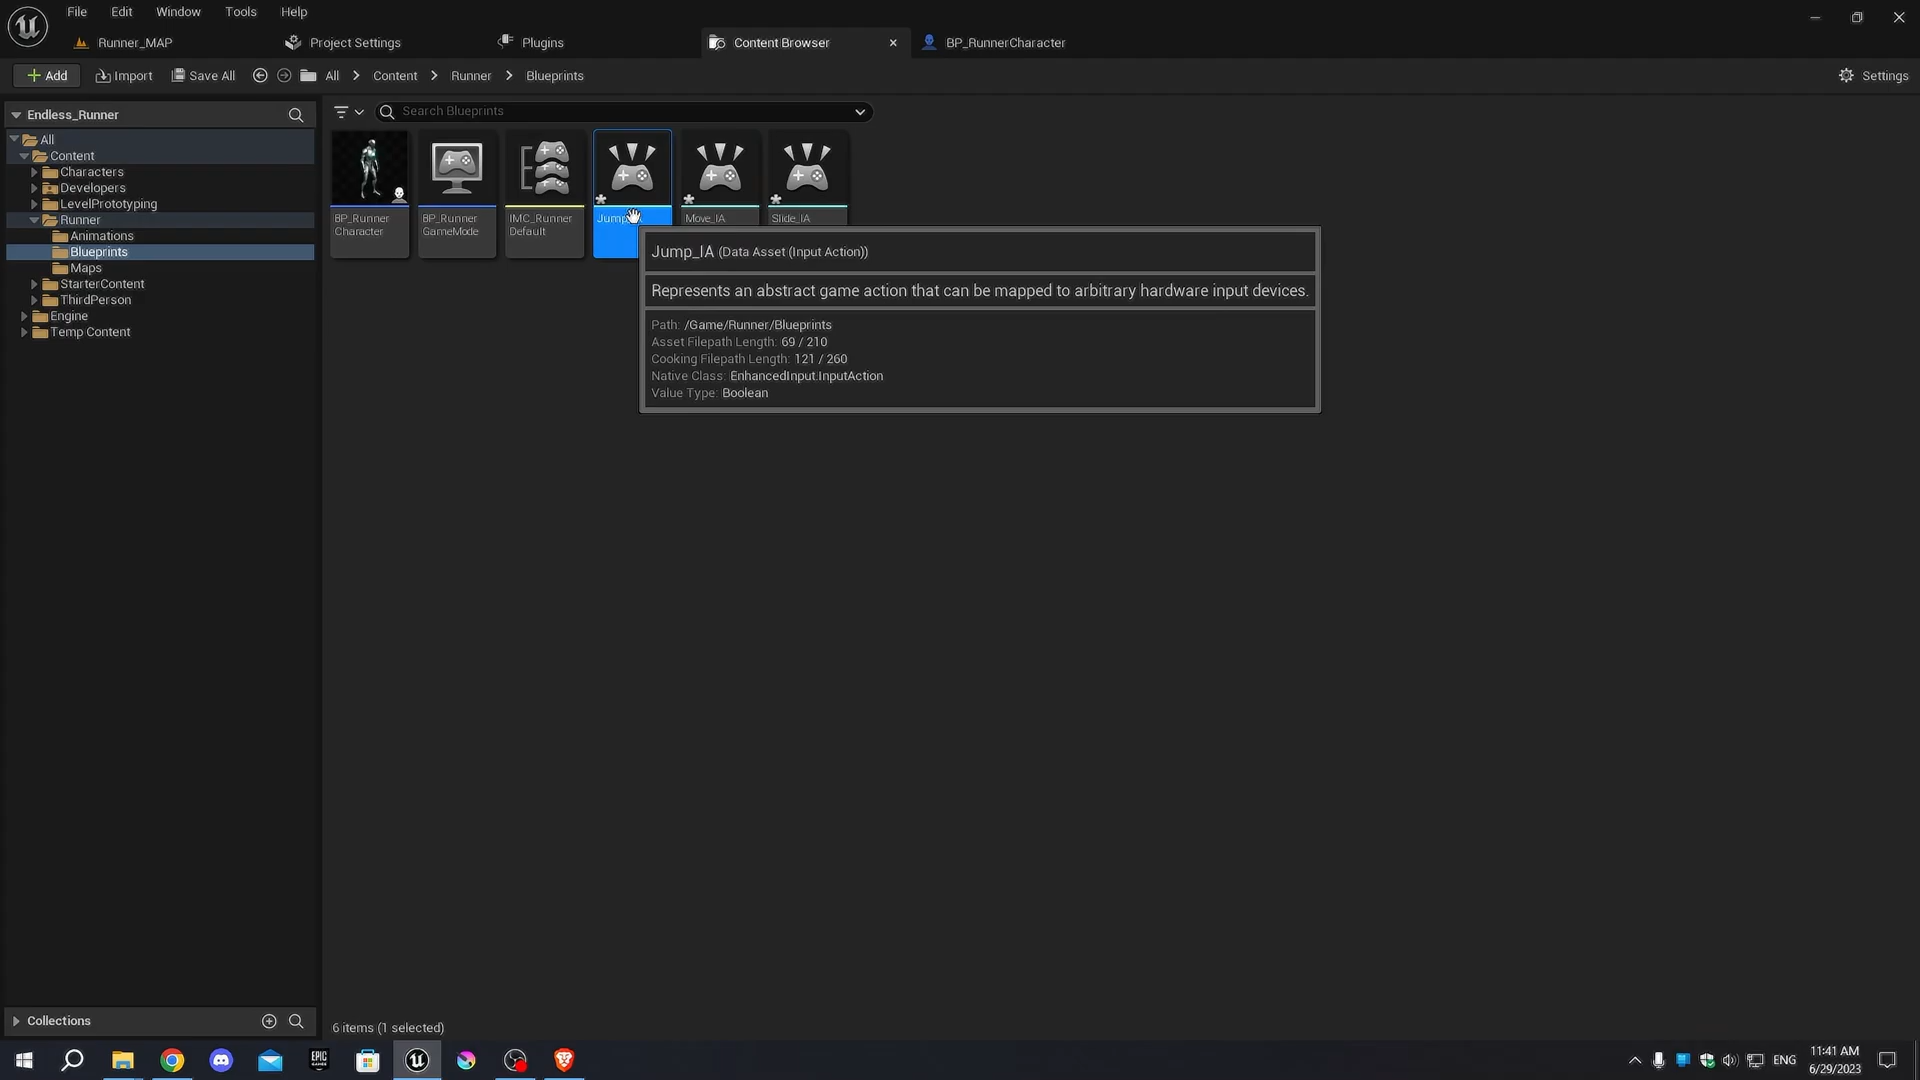 File Edit Window Tools Help
Runner_MAP Project Settings Plugins Content Browser BP_RunnerCharacter
Add Import Save All All Content Runner Blueprints Settings
Endless_Runner
Search Blueprints
All
Content
Characters
Developers
LevelPrototyping
Runner
Animations
Blueprints
Maps
StarterContent
ThirdPerson
Engine
Temp Content
BP_Runner
Character
BP_Runner
GameMode
IMC_Runner
Default
Move_IA
Slide_IA
Jump_IA (Data Asset (Input Action))
Represents an abstract game action that can be mapped to arbitrary hardware input devices.
Path: /Game/Runner/Blueprints
Asset Filepath Length: 69 / 210
Cooking Filepath Length: 121 / 260
Native Class: EnhancedInput.InputAction
Value Type: Boolean
Collections
6 items (1 selected)
EPIC
GAMES
ENG
11:41 AM
6/29/2023